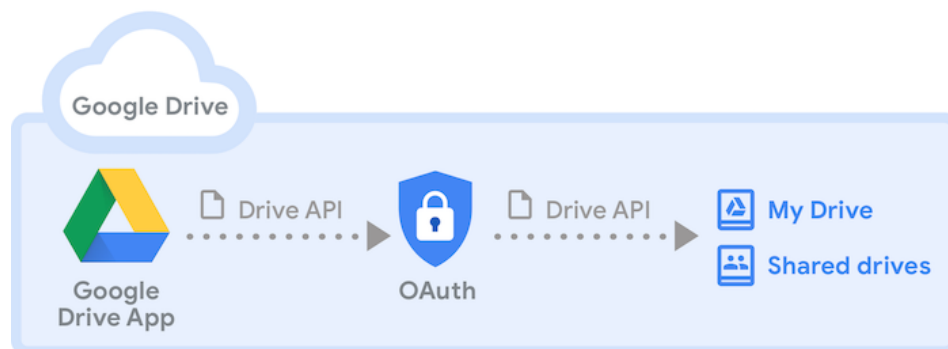 Google Drive
Drive API
Drive API
My Drive
Shared drives
Google
Drive App
OAuth